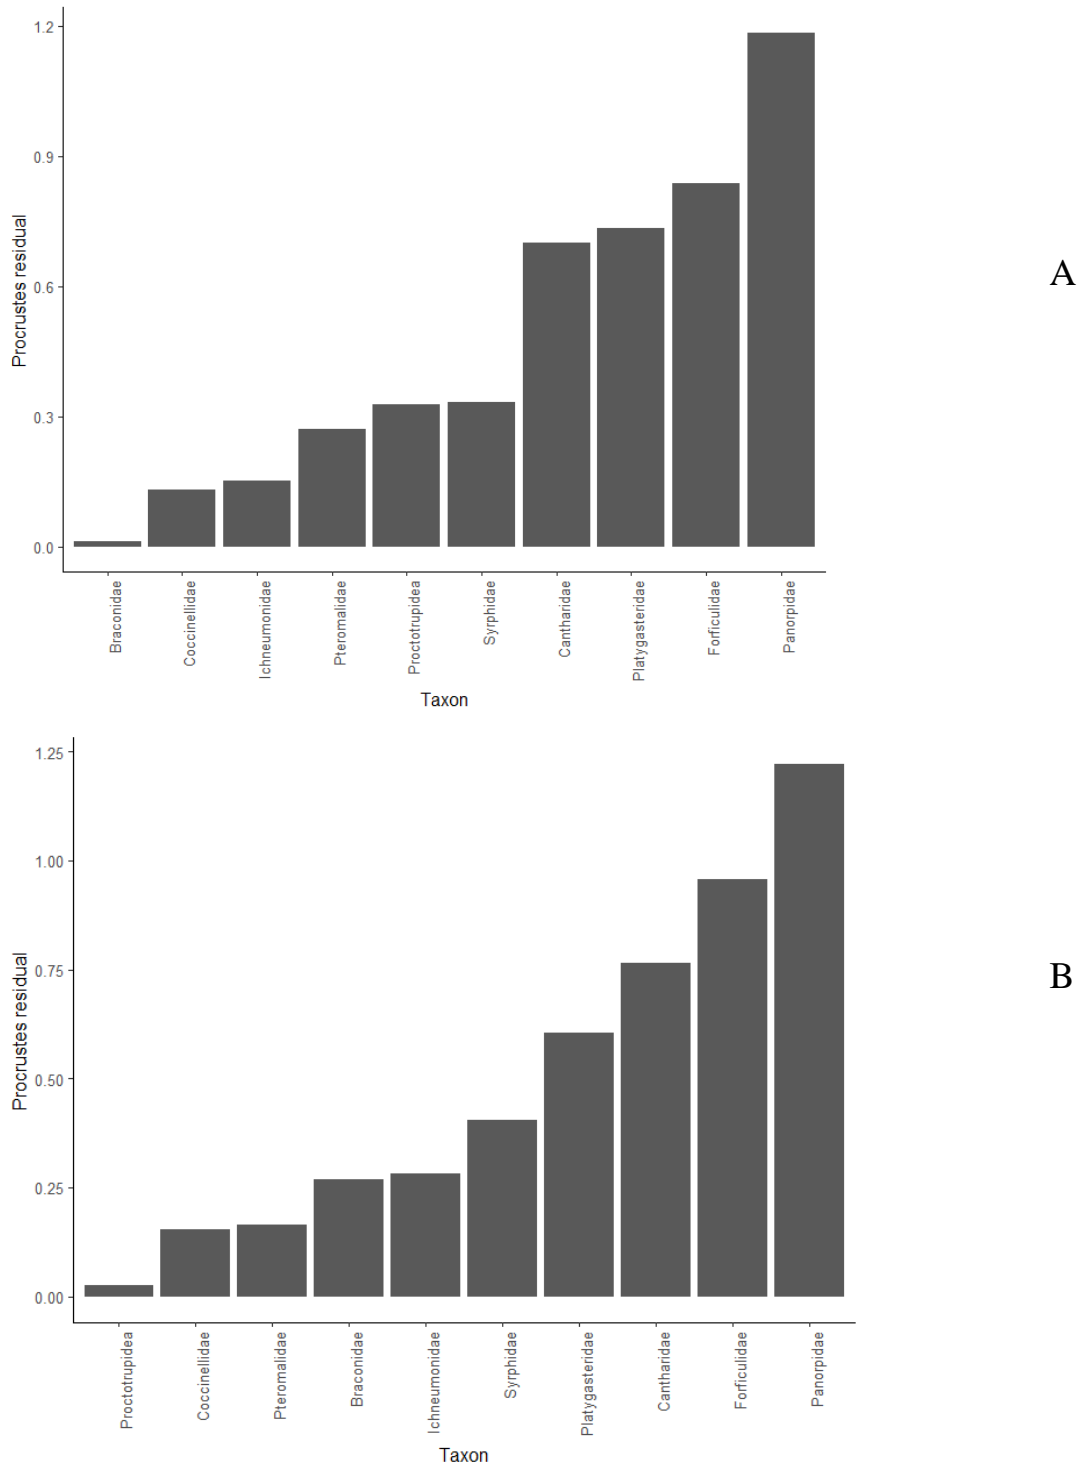 1.2
0.9
0.6
0.3
0.0
Procrustes residual
A
Braconidae
Coccinellidae
Ichneumonidae
Pteromalidae
Proctotrupidea
Syrphidae
Cantharidae
Platygasteridae
Forficulidae
Panorpidae
Taxon
1.25
1.00
0.75
0.50
0.25
0.00
Procrustes residual
B
Proctotrupidea
Coccinellidae
Pteromalidae
Braconidae
Ichneumonidae
Syrphidae
Platygasteridae
Cantharidae
Forficulidae
Panorpidae
Taxon